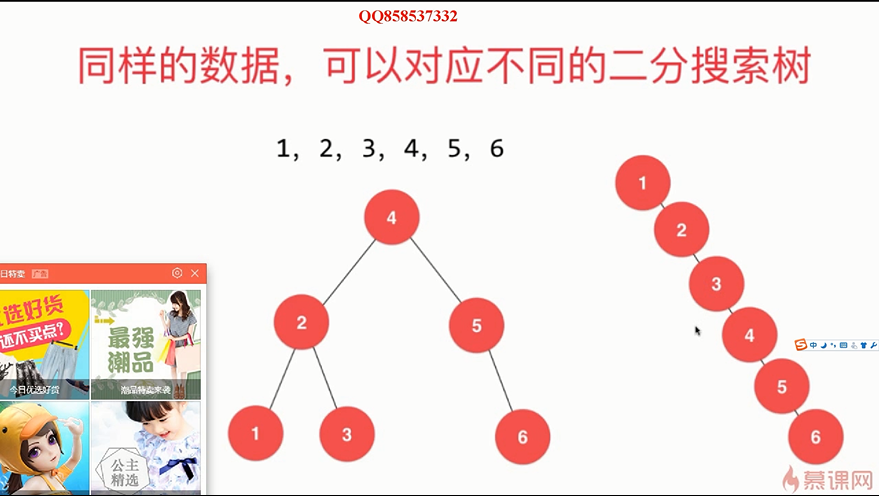 QQ858537332
同样的数据，可以对应不同的二分搜索树
1，2，3，4，5，6
4
2
5
1
3
6
1
2
3
4
5
6
日特卖
选好货
还不买点?
今日优选好货
最强
潮品
潮品特卖来袭
公主
精选
中
慕课网